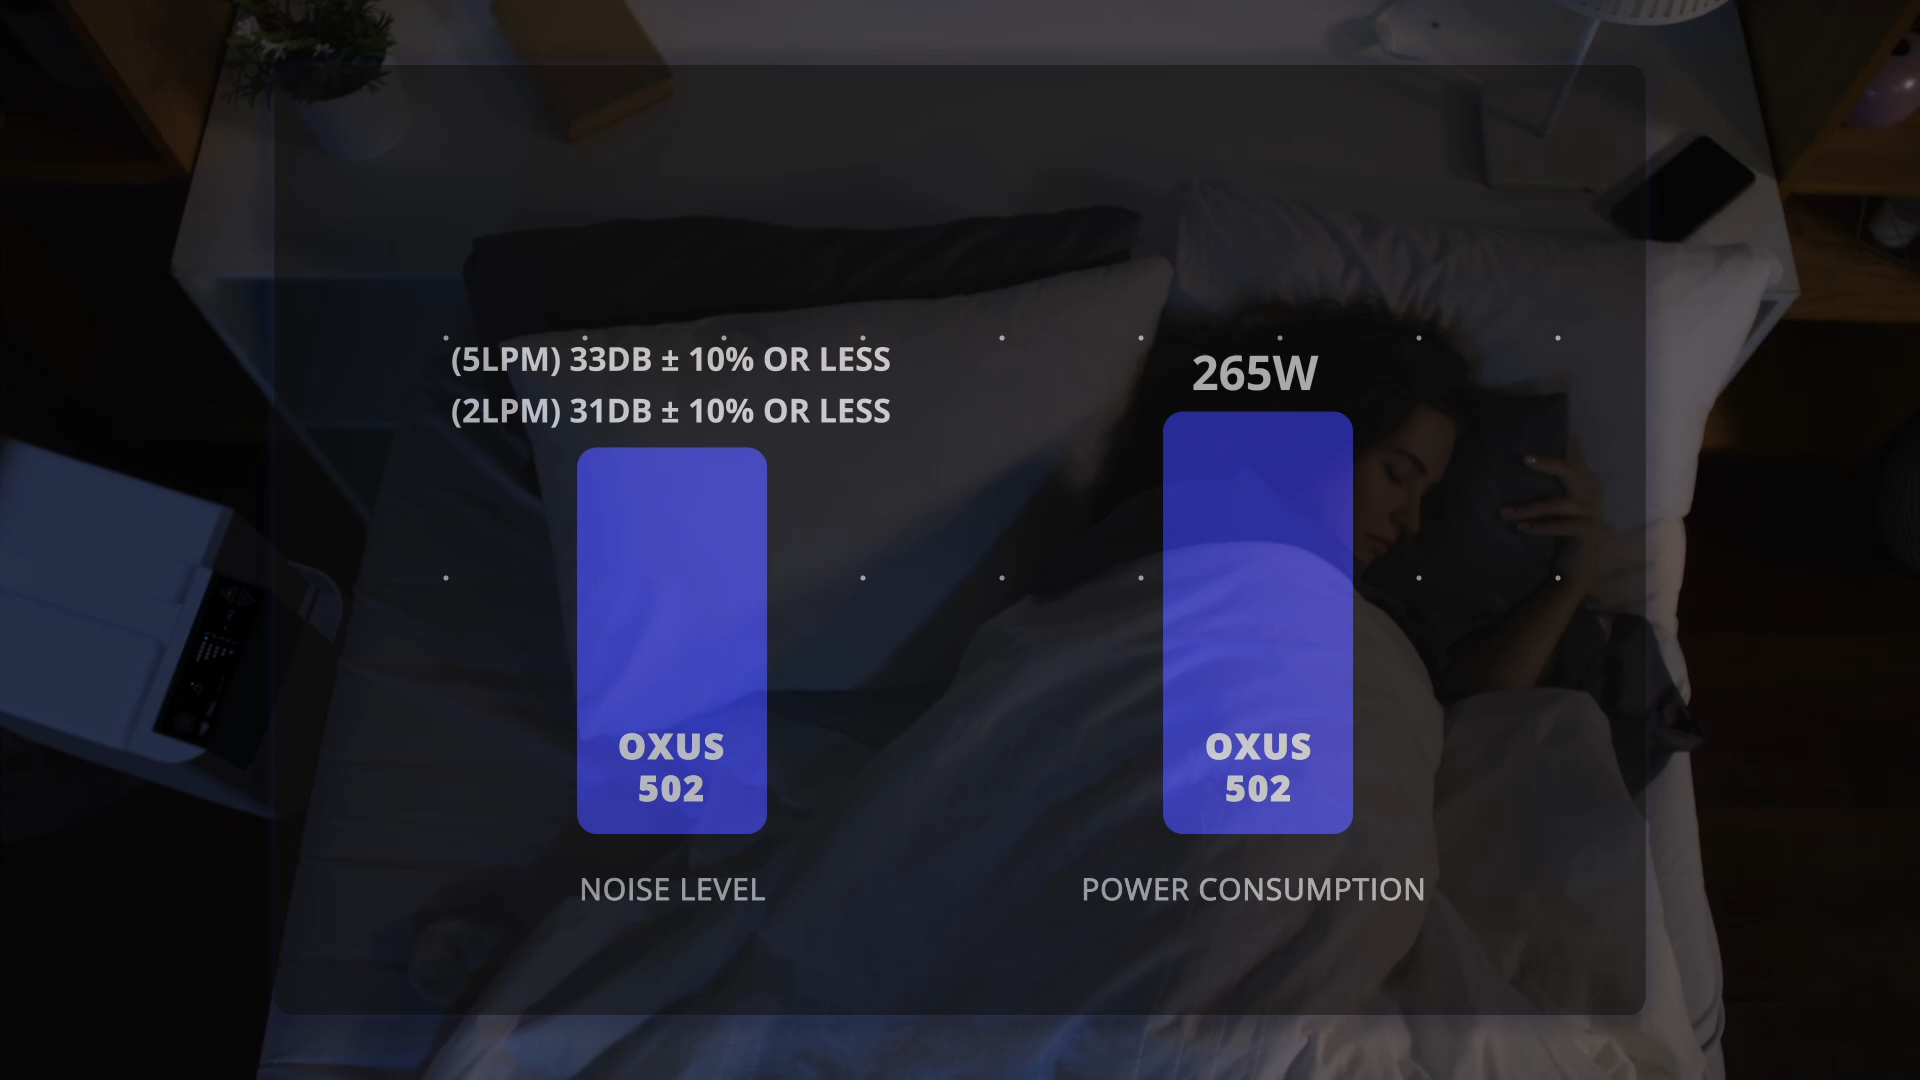 (5LPM) 33DB ± 10% OR LESS
(2LPM) 31DB ± 10% OR LESS
265W
OXUS
502
OXUS
502
NOISE LEVEL
POWER CONSUMPTION